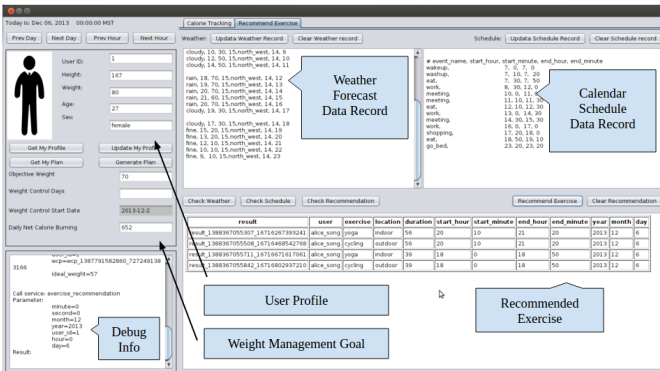 Today is: Dec 06, 2013 00:00:00 MST
Prev Day Next Day Prev Hour Next Hour
User ID: 1
Height: 167
Weight: 80
Age: 27
Sex: female
Get My Profile Update My Profile
Get My Plan Generate Plan
Objective Weight 70
Weight Control Days
Weight Control Start Date 2013-12-2
Daily Net Calorie Burning 652
user_id=1
wcp=wcp_1387791582860_727249138
3166
ideal_weight=57
Call service: exercise_recommendation
Parameter:
minute=0
second=0
month=12
year=2013
user_id=1
hour=0
day=6
Result:
Debug
Info
Calorie Tracking Recommend Exercise
Weather: Updata Weather Record Clear Weather record
Schedule: Updata Schedule Record Clear Schedule record
cloudy, 10, 30, 15,north_west, 14, 9
cloudy, 12, 50, 15,north_west, 14, 10
cloudy, 14, 50, 15,north_west, 14, 11
rain, 18, 70, 15,north_west, 14, 12
rain, 19, 70, 15,north_west, 14, 13
rain, 20, 70, 15,north_west, 14, 14
rain, 21, 60, 15,north_west, 14, 15
rain, 20, 70, 15,north_west, 14, 16
cloudy, 19, 30, 15,north_west, 14, 17
cloudy, 17, 30, 15,north_west, 14, 18
fine, 15, 20, 15,north_west, 14, 19
fine, 13, 20, 15,north_west, 14, 20
fine, 12, 10, 15,north_west, 14, 21
fine, 10, 10, 15,north_west, 14, 22
fine, 9, 10, 15,north_west, 14, 23
Weather
Forecast
Data Record
# event_name, start_hour, start_minute, end_hour, end_minute
wakeup, 7, 0, 7, 0
washup, 7, 10, 7, 20
eat, 7, 30, 7, 50
work, 8, 30, 12, 0
meeting, 10, 0, 11,
meeting, 11, 10, 11, 30
eat, 12, 10, 12, 30
work, 13, 0, 14, 30
meeting, 14, 30, 15, 30
work, 16, 0, 17, 0
shopping, 17, 20, 18, 0
eat, 18, 50, 19, 10
go_bed, 23, 20, 23, 20
Calendar
Schedule
Data Record
Check Weather Check Schedule Check Recommendation Recommend Exercise Clear Recommendation
result user exercise location duration start_hour start_minute end_hour end_minute year month day
result_1388367055307_16716267393241 alice_song yoga indoor 56 20 10 21 20 2013 12 6
result_1388367055508_16716468542768 alice_song cycling outdoor 56 20 10 21 20 2013 12 6
result_1388367055711_16716671617061 alice_song yoga indoor 39 18 0 18 50 2013 12 6
result_1388367055842_16716802937210 alice_song cycling outdoor 39 18 0 18 50 2013 12 6
User Profile
Weight Management Goal
Recommended
Exercise